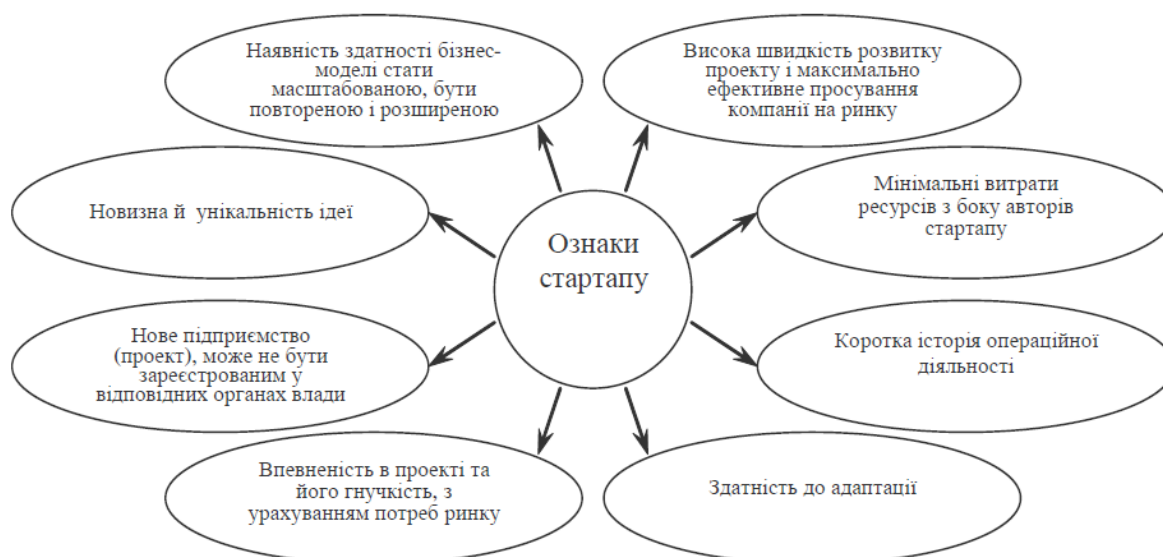 Наявність здатності бізнес-
моделі стати
масштабованою, бути
повтореною і розширеною
Висока швидкість розвитку
проекту і максимально
ефективне просування
компанії на ринку
Новизна й унікальність ідеї
Мінімальні витрати
ресурсів з боку авторів
стартапу
Ознаки
стартапу
Нове підприємство
(проект), може не бути
зареєстрованим у
відповідних органах влади
Коротка історія операційної
діяльності
Впевненість в проекті та
його гнучкість, з
урахуванням потреб ринку
Здатність до адаптації